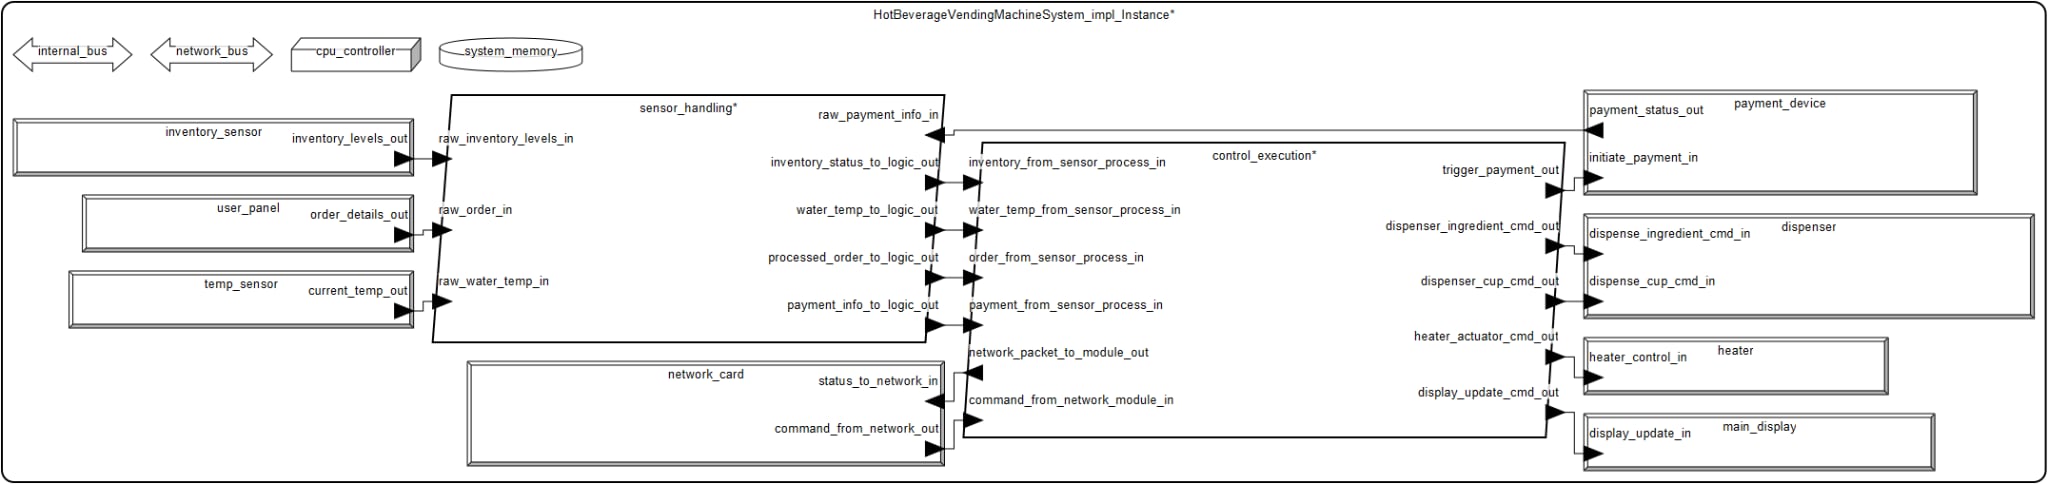 HotBeverageVendingMachineSystem_impl_Instance*
internal_bus
network_bus
cpu_controller
system_memory
inventory_sensor
inventory_levels_out
user_panel
order_details_out
temp_sensor
current_temp_out
sensor_handling*
raw_payment_info_in
raw_inventory_levels_in
inventory_status_to_logic_out
raw_order_in
water_temp_to_logic_out
processed_order_to_logic_out
raw_water_temp_in
payment_info_to_logic_out
network_card
status_to_network_in
command_from_network_out
control_execution*
inventory_from_sensor_process_in
trigger_payment_out
water_temp_from_sensor_process_in
dispenser_ingredient_cmd_out
order_from_sensor_process_in
dispenser_cup_cmd_out
payment_from_sensor_process_in
heater_actuator_cmd_out
network_packet_to_module_out
display_update_cmd_out
command_from_network_module_in
payment_device
payment_status_out
initiate_payment_in
dispenser
dispense_ingredient_cmd_in
dispense_cup_cmd_in
heater
heater_control_in
main_display
display_update_in